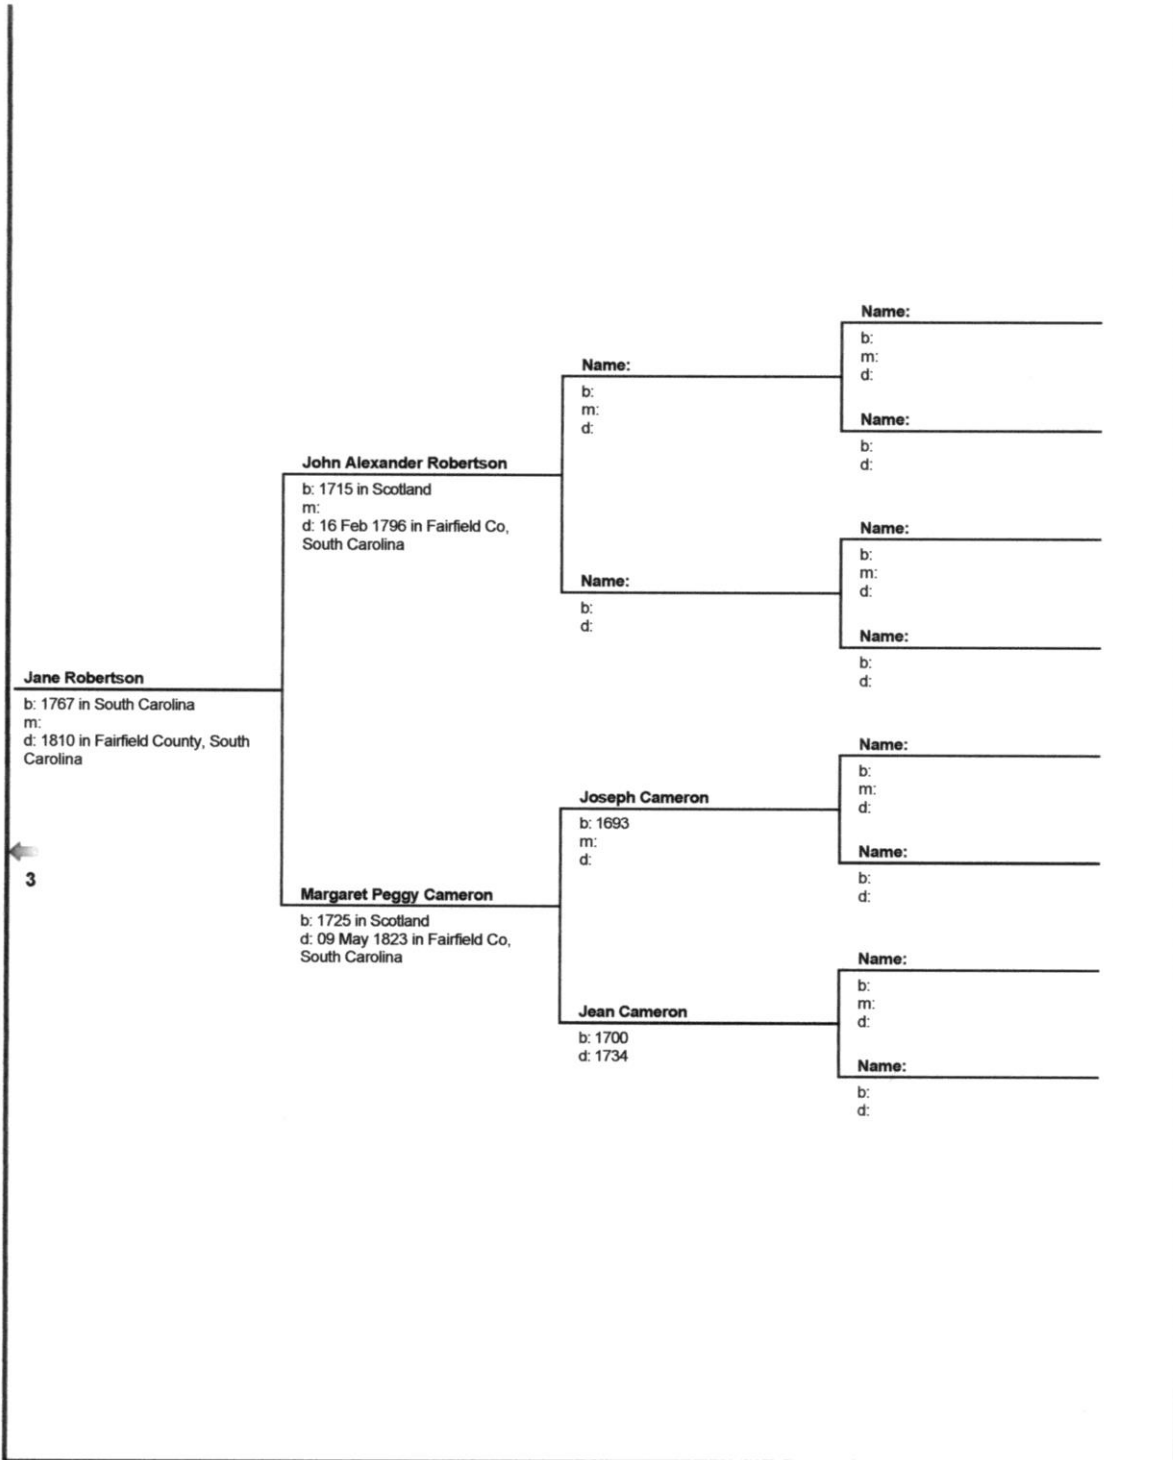 Name:
b:
m:
d:
Name:
b:
m:
d:
Name:
b:
d:
John Alexander Robertson
b: 1715 in Scotland
m:
d: 16 Feb 1796 in Fairfield Co,
South Carolina
Name:
b:
m:
d:
Name:
b:
d:
Name:
b:
d:
Jane Robertson
b: 1767 in South Carolina
m:
d: 1810 in Fairfield County, South
Carolina
3
Name:
b:
m:
d:
Joseph Cameron
b: 1693
m:
d:
Name:
b:
d:
Margaret Peggy Cameron
b: 1725 in Scotland
d: 09 May 1823 in Fairfield Co,
South Carolina
Name:
b:
m:
d:
Jean Cameron
b: 1700
d: 1734
Name:
b:
d: